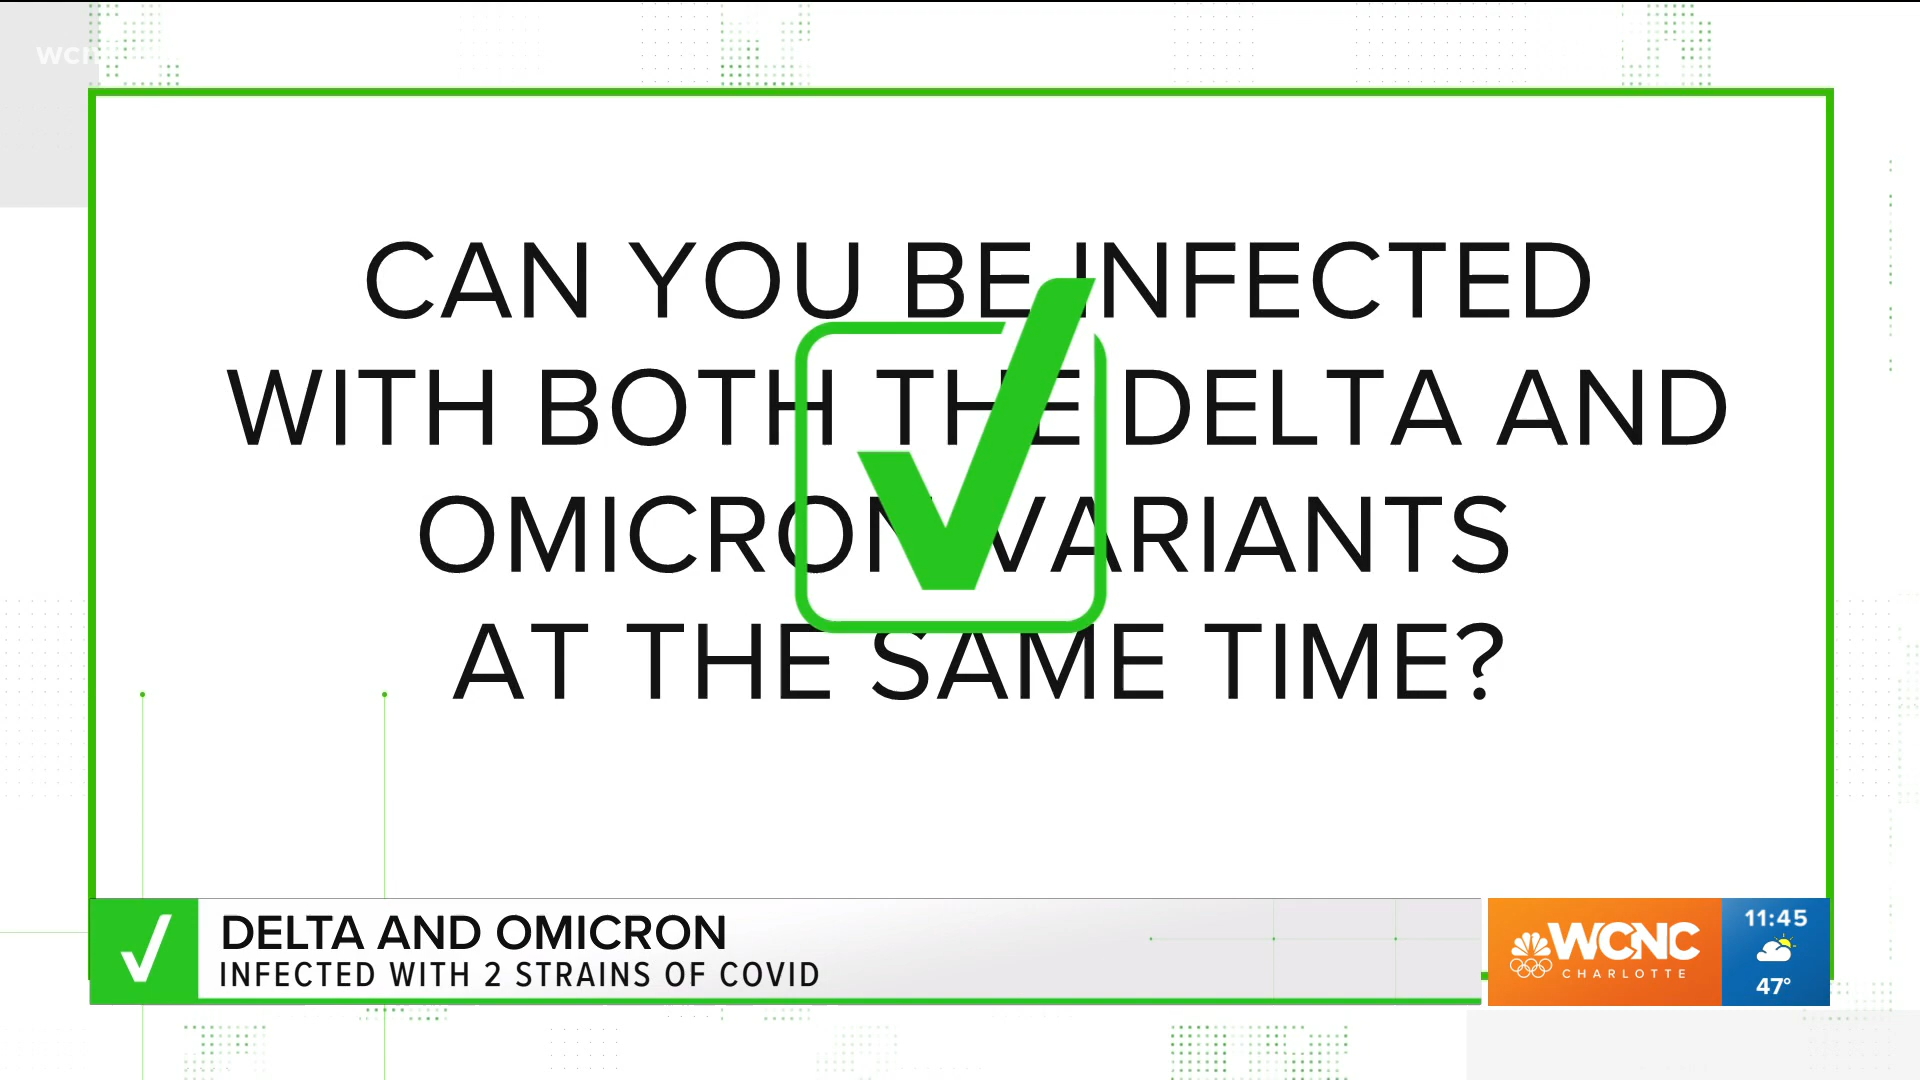 wcn
CAN YOU BE INFECTED
WITH BOTH THE DELTA AND
OMICRON VARIANTS
AT THE SAME TIME?
DELTA AND OMICRON
INFECTED WITH 2 STRAINS OF COVID
WCNC
CHARLOTTE
11:45
47°